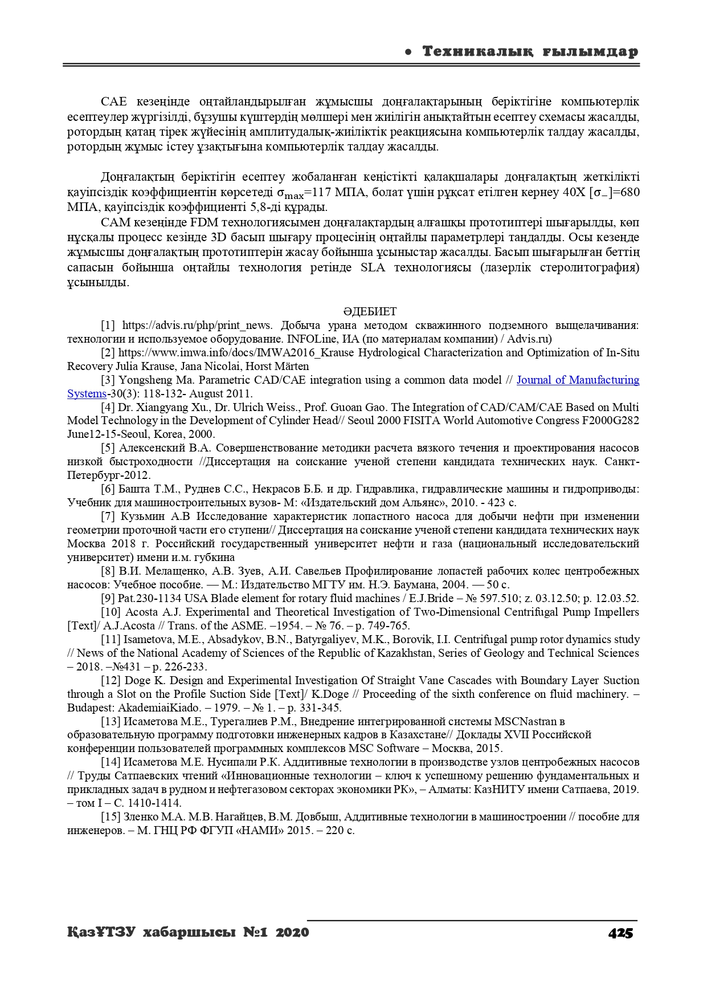 • Техникалық ғылымдар
CAE кезеңінде оңтайландырылған жұмысшы доңғалақтарының беріктігіне компьютерлік
есептеулер жүргізілді, бұзушы күштердің мөлшері мен жиілігін анықтайтын есептеу схемасы жасалды,
ротордың қатаң тірек жүйесінің амплитудалық-жиіліктік реакциясына компьютерлік талдау жасалды,
ротордың жұмыс істеу ұзақтығына компьютерлік талдау жасалды.
Доңғалақтың беріктігін есептеу жобаланған кеңістікті қалақшалары доңғалақтың жеткілікті
қауіпсіздік коэффициентін көрсетеді σmax=117 МПА, болат үшін рұқсат етілген кернеу 40Х [σ−]=680
МПА, қауіпсіздік коэффициенті 5,8-ді құрады.
CAM кезеңінде FDM технологиясымен доңғалақтардың алғашқы прототиптері шығарылды, көп
нұсқалы процесс кезінде 3D басып шығару процесінің оңтайлы параметрлері таңдалды. Осы кезеңде
жұмысшы доңғалақтың прототиптерін жасау бойынша ұсыныстар жасалды. Басып шығарылған беттің
сапасын бойынша оңтайлы технология ретінде SLA технологиясы (лазерлік стеролитография)
ұсынылды.
ӘДЕБИЕТ
[1] https://advis.ru/php/print_news. Добыча урана методом скважинного подземного выщелачивания:
технологии и используемое оборудование. INFOLine, ИА (по материалам компании) / Advis.ru)
[2] https://www.imwa.info/docs/IMWA2016_Krause Hydrological Characterization and Optimization of In-Situ
Recovery Julia Krause, Jana Nicolai, Horst Märten
[3] Yongsheng Ma. Parametric CAD/CAE integration using a common data model // Journal of Manufacturing
Systems-30(3): 118-132- August 2011.
[4] Dr. Xiangyang Xu., Dr. Ulrich Weiss., Prof. Guoan Gao. The Integration of CAD/CAM/CAE Based on Multi
Model Technology in the Development of Cylinder Head// Seoul 2000 FISITA World Automotive Congress F2000G282
June12-15-Seoul, Korea, 2000.
[5] Алексенский В.А. Совершенствование методики расчета вязкого течения и проектирования насосов
низкой быстроходности //Диссертация на соискание ученой степени кандидата технических наук. Санкт-
Петербург-2012.
[6] Башта Т.М., Руднев С.С., Некрасов Б.Б. и др. Гидравлика, гидравлические машины и гидроприводы:
Учебник для машиностроительных вузов- М: «Издательский дом Альянс», 2010. - 423 с.
[7] Кузьмин А.В Исследование характеристик лопастного насоса для добычи нефти при изменении
геометрии проточной части его ступени// Диссертация на соискание ученой степени кандидата технических наук
Москва 2018 г. Российский государственный университет нефти и газа (национальный исследовательский
университет) имени и.м. губкина
[8] В.И. Мелащенко, А.В. Зуев, А.И. Савельев Профилирование лопастей рабочих колес центробежных
насосов: Учебное пособие. — М.: Издательство МГТУ им. Н.Э. Баумана, 2004. — 50 с.
[9] Pat.230-1134 USA Blade element for rotary fluid machines / E.J.Bride – № 597.510; z. 03.12.50; p. 12.03.52.
[10] Acosta A.J. Experimental and Theoretical Investigation of Two-Dimensional Centrifugal Pump Impellers
[Text]/ A.J.Acosta // Trans. of the ASME. –1954. – № 76. – p. 749-765.
[11] Isametova, M.E., Absadykov, B.N., Batyrgaliyev, M.K., Borovik, I.I. Centrifugal pump rotor dynamics study
// News of the National Academy of Sciences of the Republic of Kazakhstan, Series of Geology and Technical Sciences
– 2018. –№431 – p. 226-233.
[12] Doge K. Design and Experimental Investigation Of Straight Vane Cascades with Boundary Layer Suction
through a Slot on the Profile Suction Side [Text]/ K.Doge // Proceeding of the sixth conference on fluid machinery. –
Budapest: AkademiaiKiado. – 1979. – № 1. – p. 331-345.
[13] Исаметова М.Е., Турегалиев Р.М., Внедрение интегрированной системы MSCNastran в
образовательную программу подготовки инженерных кадров в Казахстане// Доклады XVII Российской
конференции пользователей программных комплексов MSC Software – Москва, 2015.
[14] Исаметова М.Е. Нусипали Р.К. Аддитивные технологии в производстве узлов центробежных насосов
// Труды Сатпаевских чтений «Инновационные технологии – ключ к успешному решению фундаментальных и
прикладных задач в рудном и нефтегазовом секторах экономики РК», – Алматы: КазНИТУ имени Сатпаева, 2019.
– том I – С. 1410-1414.
[15] Зленко М.А. М.В. Нагайцев, В.М. Довбыш, Аддитивные технологии в машиностроении // пособие для
инженеров. – М. ГНЦ РФ ФГУП «НАМИ» 2015. – 220 с.
ҚазҰТЗУ хабаршысы №1 2020
425